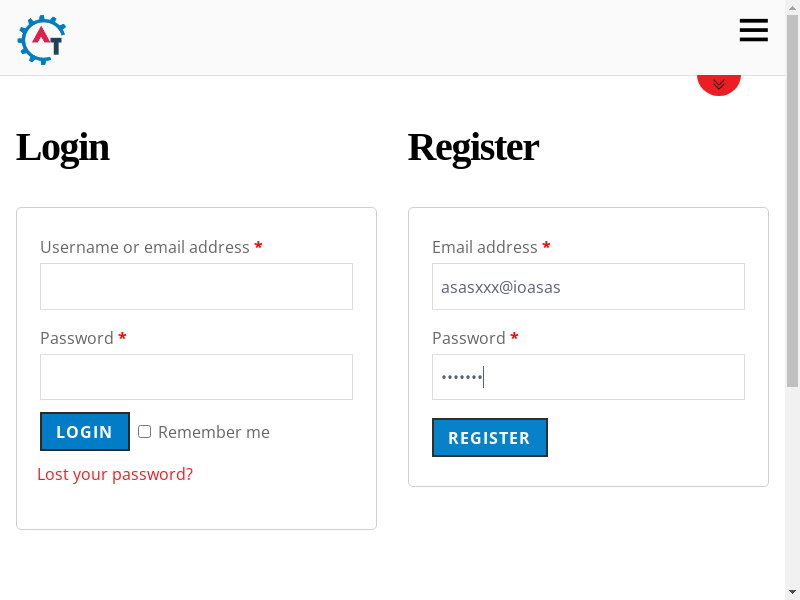 AT
Login
Username or email address *
Password *
LOGIN
Remember me
Lost your password?
Register
Email address *
asasxxx@ioasas
Password *
•••••••
REGISTER